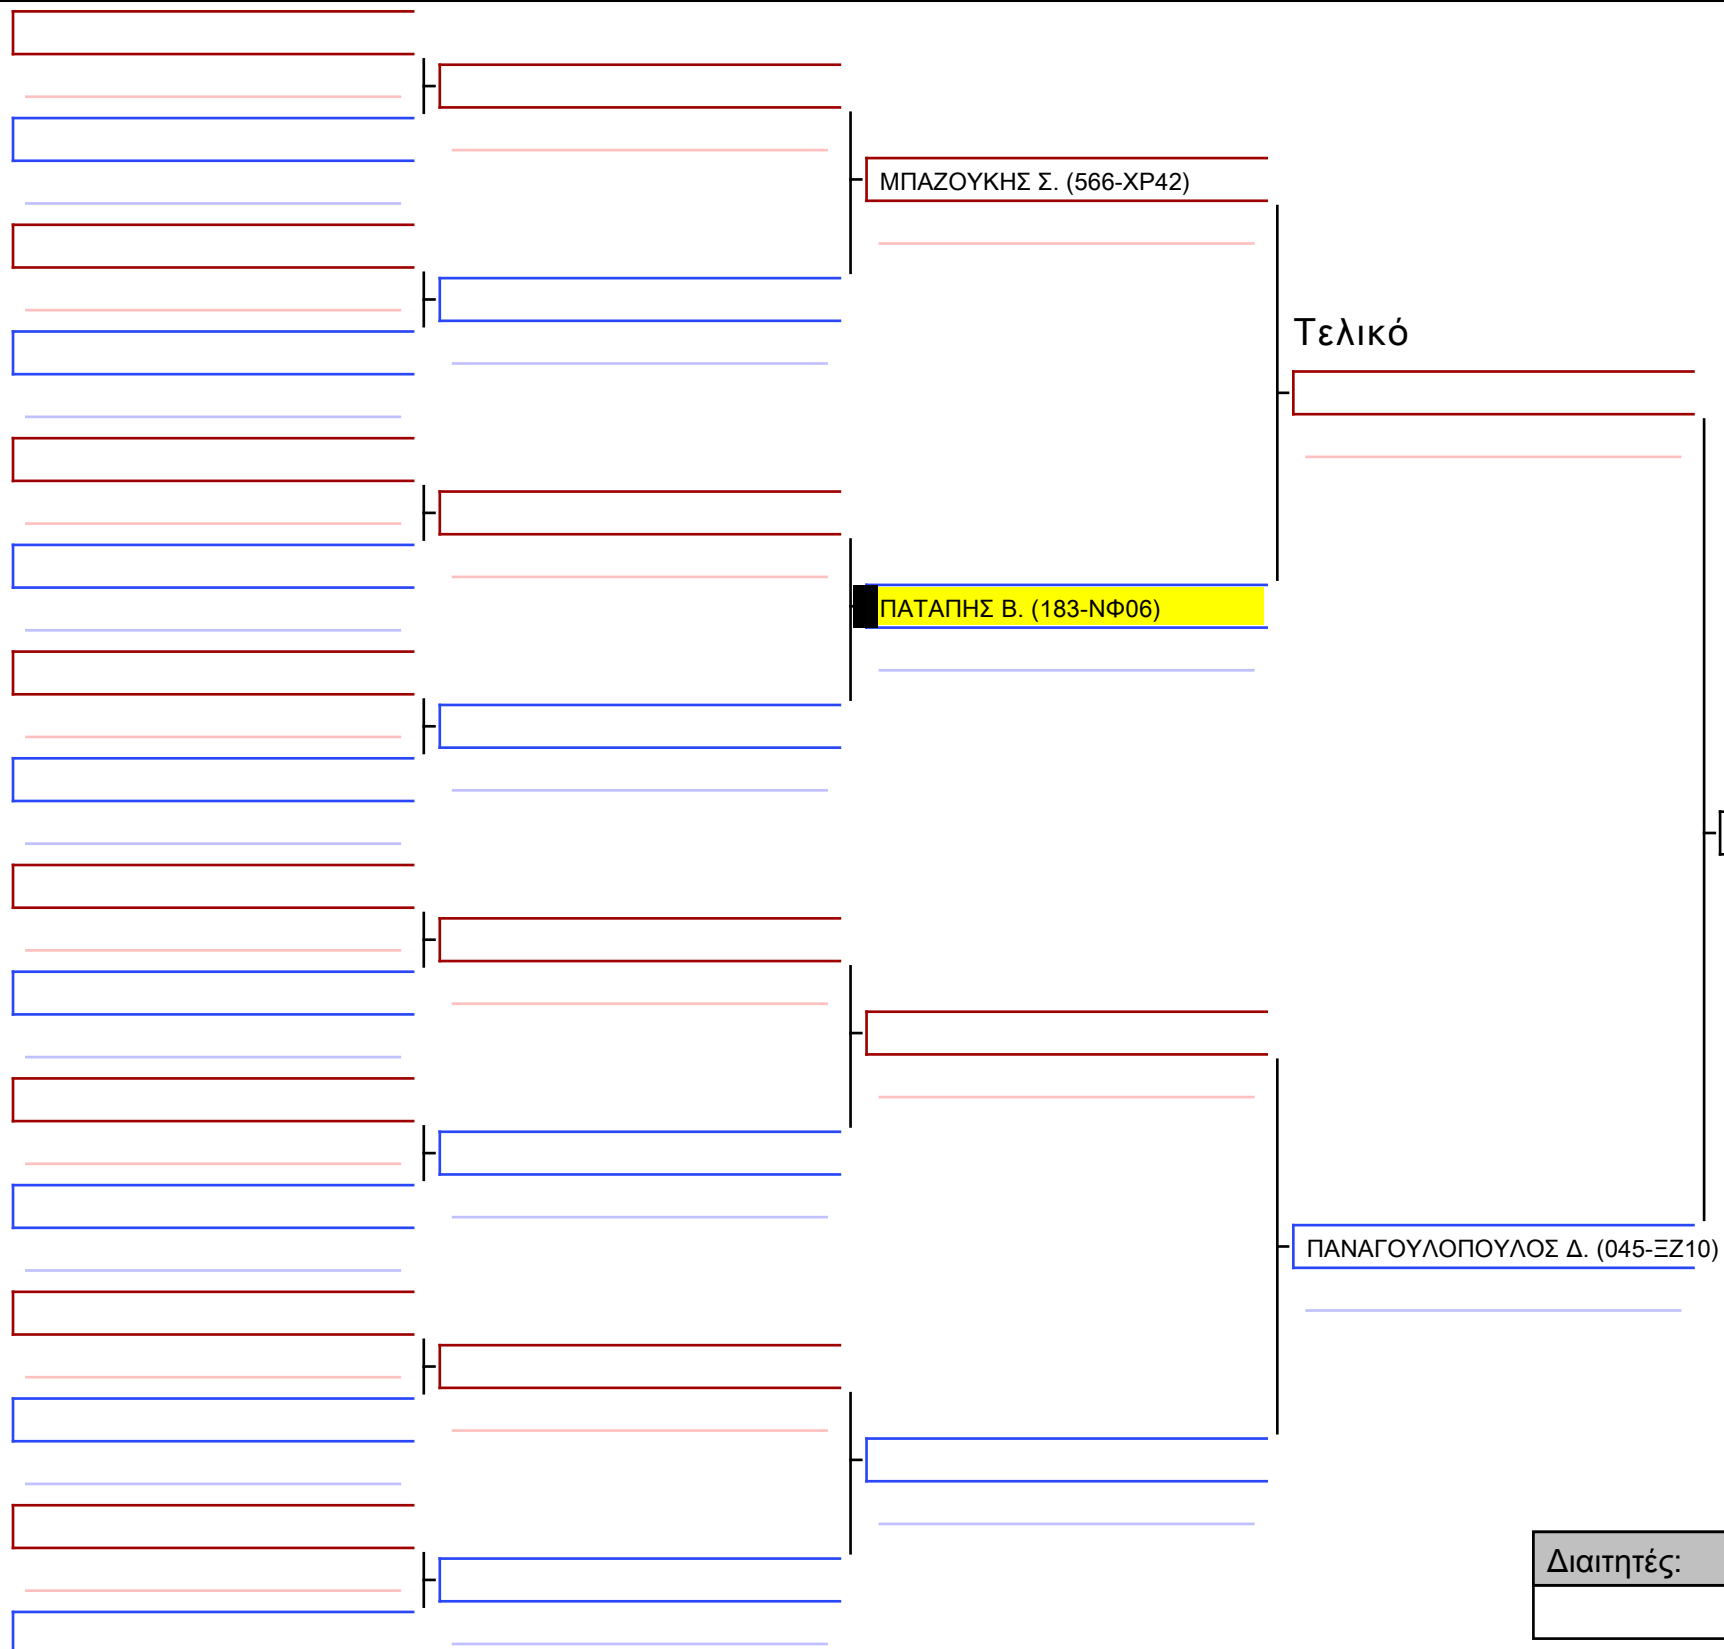 ΜΠΑΖΟΥΚΗΣ Σ. (566-ΧΡ42)
Τελικό
ΠΑΤΑΠΗΣ Β. (183-ΝΦ06)
ΠΑΝΑΓΟΥΛΟΠΟΥΛΟΣ Δ. (045-ΞΖ10)
Διαιτητές: